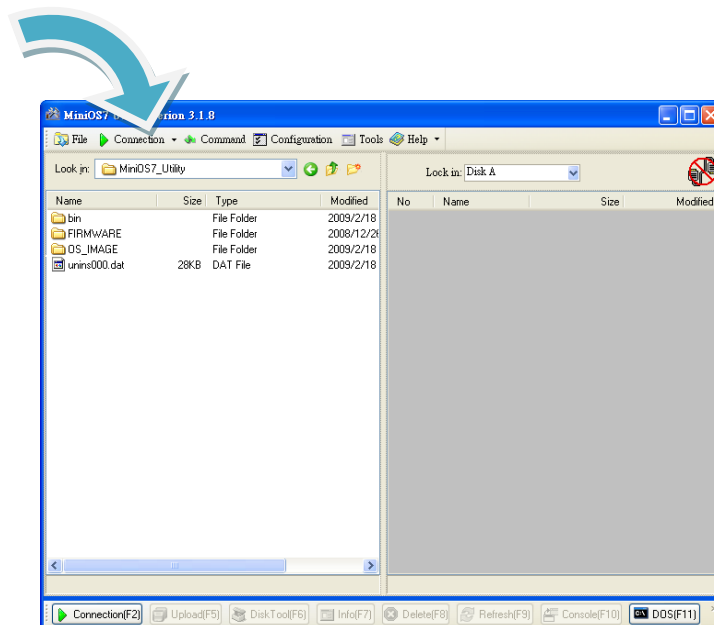 MiniOS7 Version 3.1.8
File Connection Command Configuration Tools Help
Look in: MiniOS7_Utility
Lock in: Disk A
Name Size Type Modified
No Name Size Modified
bin File Folder 2009/2/18
FIRMWARE File Folder 2008/12/26
OS_IMAGE File Folder 2009/2/18
unins000.dat 28KB DAT File 2009/2/18
Connection(F2) Upload(F5) DiskTool(F6) Info(F7) Delete(F8) Refresh(F9) Console(F10) DOS(F11)